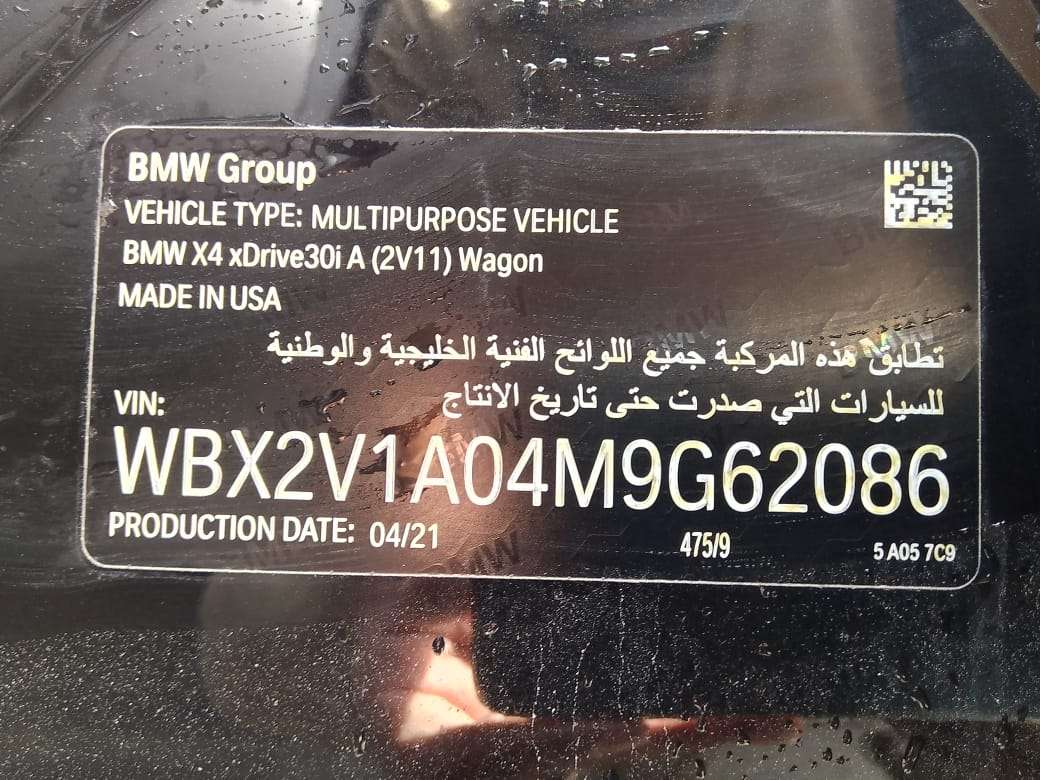 BMW Group
VEHICLE TYPE: MULTIPURPOSE VEHICLE
BMW X4 xDrive30i A (2V11) Wagon
MADE IN USA
تطابق هذه المركبة جميع اللوائح الفنية الخليجية والوطنية
للسيارات التي صدرت حتى تاريخ الانتاج
VIN:
WBX2V1A04M9G62086
PRODUCTION DATE: 04/21 475/9 5 A05 7C9